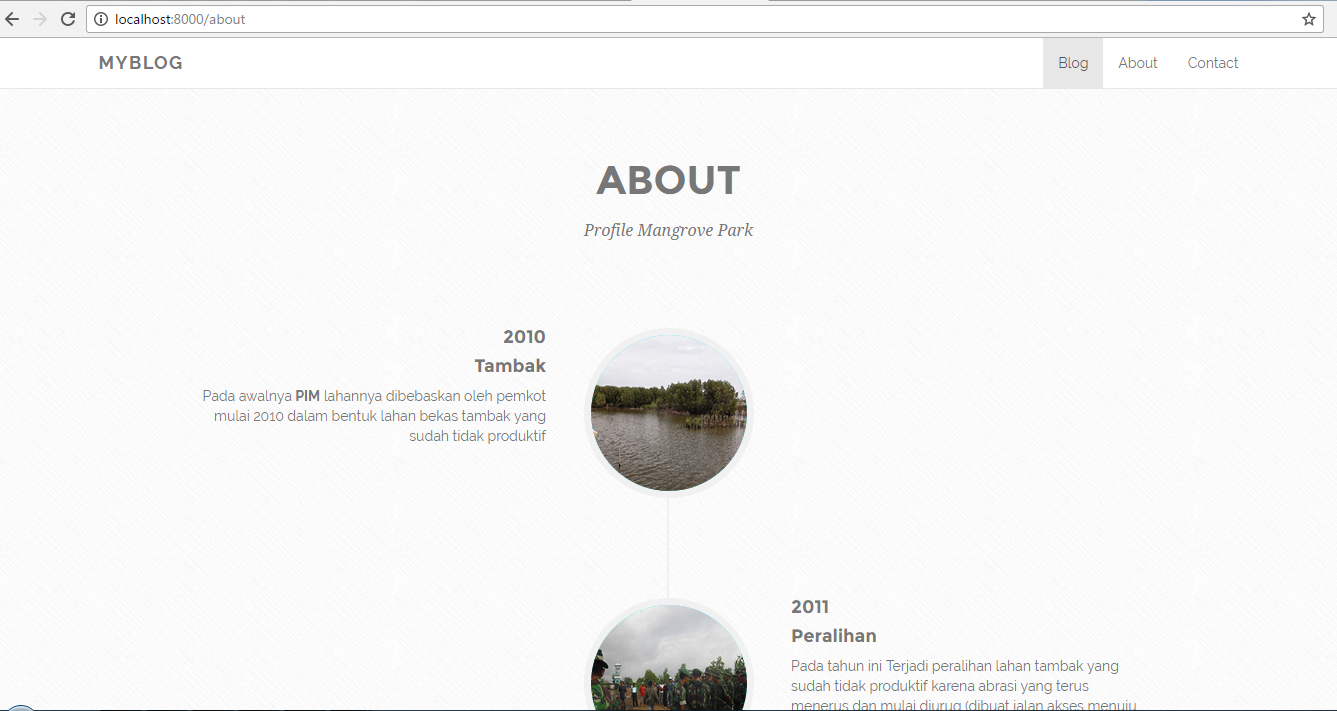 localhost:8000/about
MYBLOG
Blog
About
Contact
ABOUT
Profile Mangrove Park
2010
Tambak
Pada awalnya PIM lahannya dibebaskan oleh pemkot
mulai 2010 dalam bentuk lahan bekas tambak yang
sudah tidak produktif
2011
Peralihan
Pada tahun ini Terjadi peralihan lahan tambak yang
sudah tidak produktif karena abrasi yang terus
menerus dan mulai diurug (dibuat jalan akses menuju